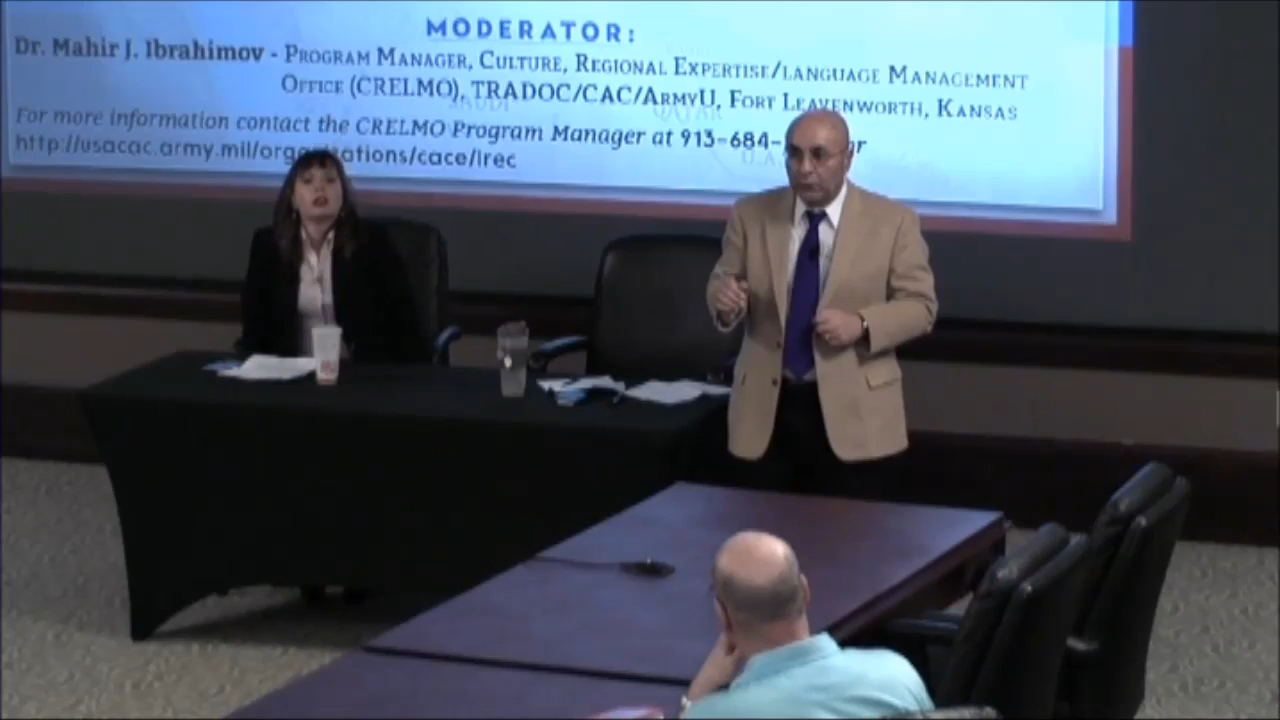 MODERATOR:
Dr. Mahir J. Ibrahimov - Program Manager, Culture, Regional Expertise/language Management
Office (CRELMO), TRADOC/CAC/ArmyU, Fort Leavenworth, Kansas
For more information contact the CRELMO Program Manager at 913-684-
http://usacac.army.mil/organizations/cace/lrec